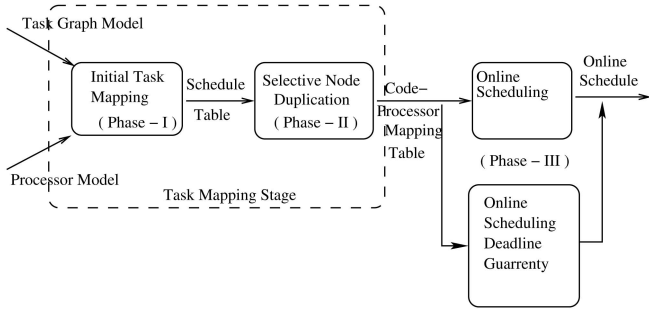 Task Graph Model
Initial Task
Mapping
( Phase - I )
Schedule
Table
Selective Node
Duplication
( Phase - II )
Code-
Processor
Mapping
Table
Online
Scheduling
( Phase - III )
Online
Schedule
Processor Model
Task Mapping Stage
Online
Scheduling
Deadline
Guarrenty